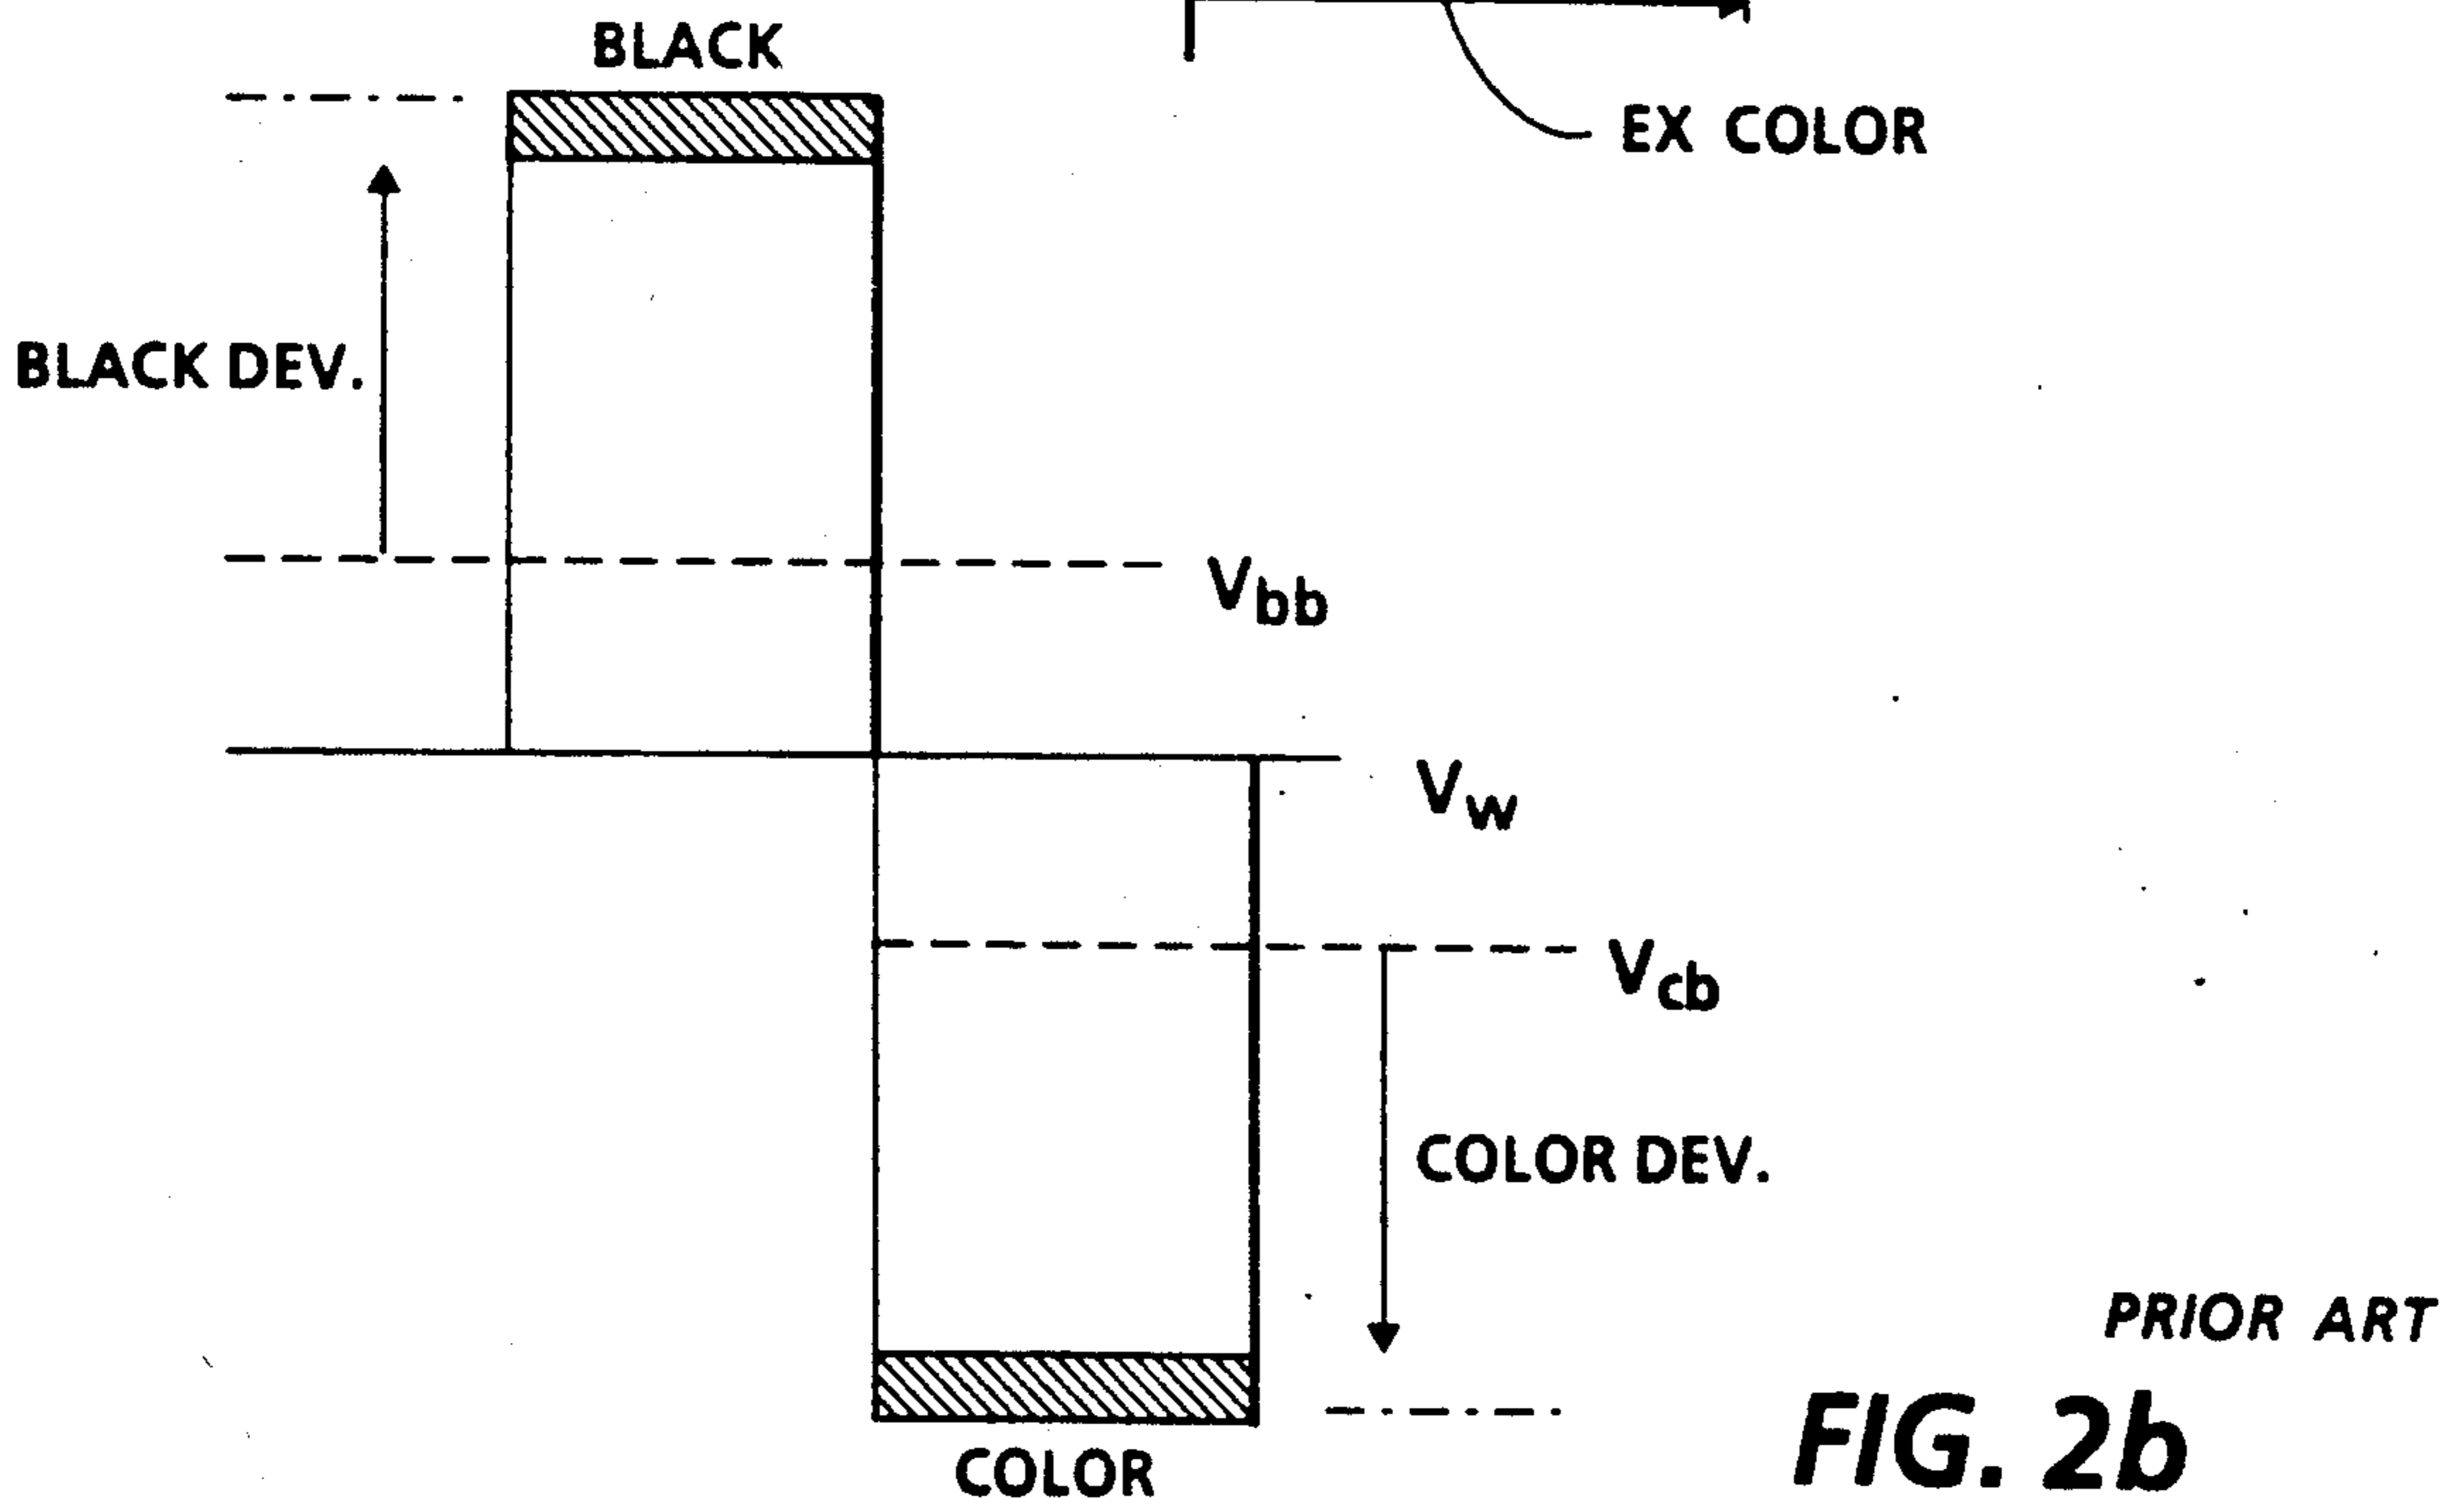 BLACK
EX COLOR
BLACK DEV.
Vbb
Vw
Vcb
COLOR DEV.
PRIOR ART
FIG. 2b
COLOR